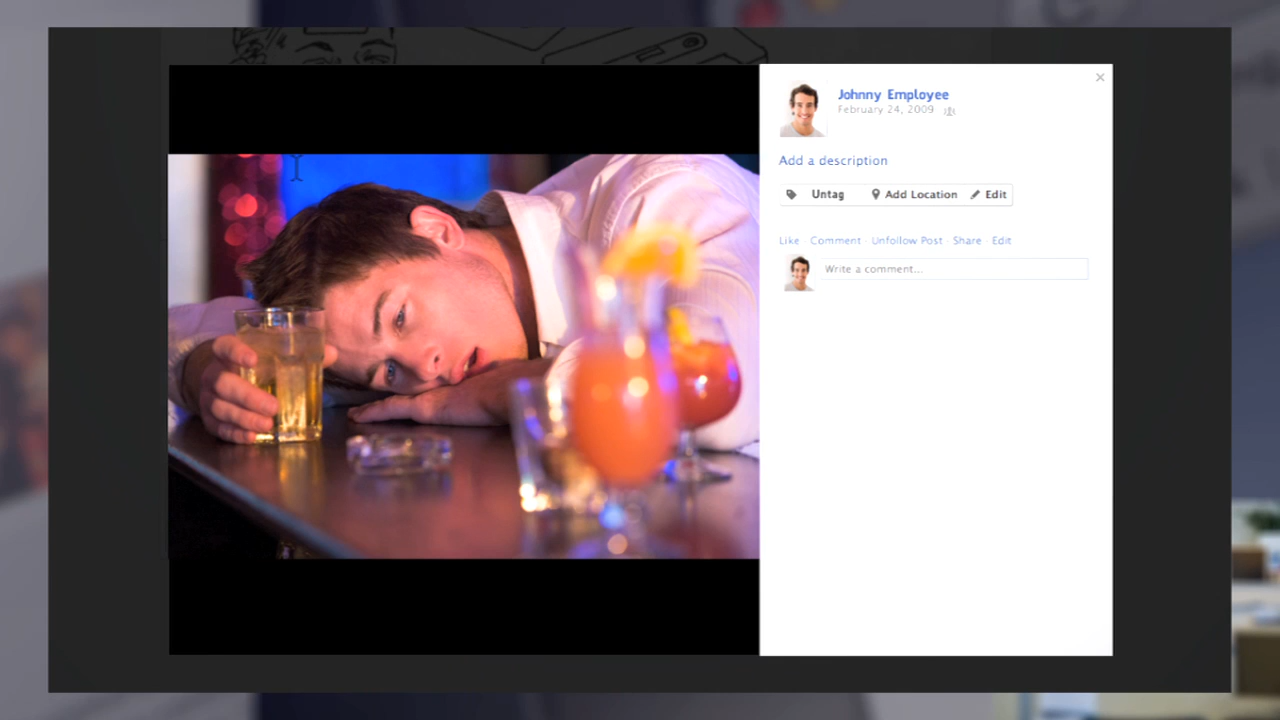 Johnny Employee
February 24, 2009
Add a description
Untag Add Location Edit
Like · Comment · Unfollow Post · Share · Edit
Write a comment...